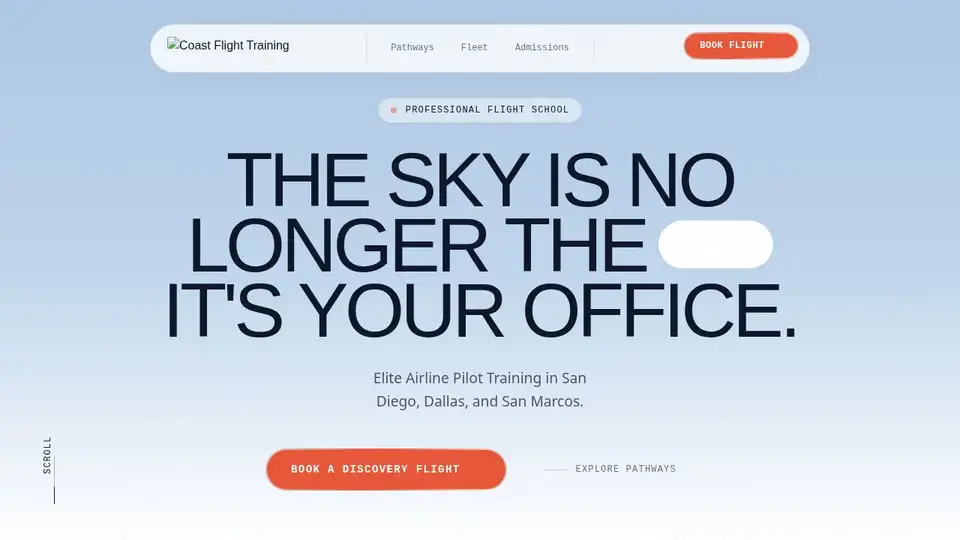 Coast Flight Training
Pathways Fleet Admissions
BOOK FLIGHT
PROFESSIONAL FLIGHT SCHOOL
THE SKY IS NO
LONGER THE
IT'S YOUR OFFICE.
Elite Airline Pilot Training in San
Diego, Dallas, and San Marcos.
BOOK A DISCOVERY FLIGHT
EXPLORE PATHWAYS
SCROLL